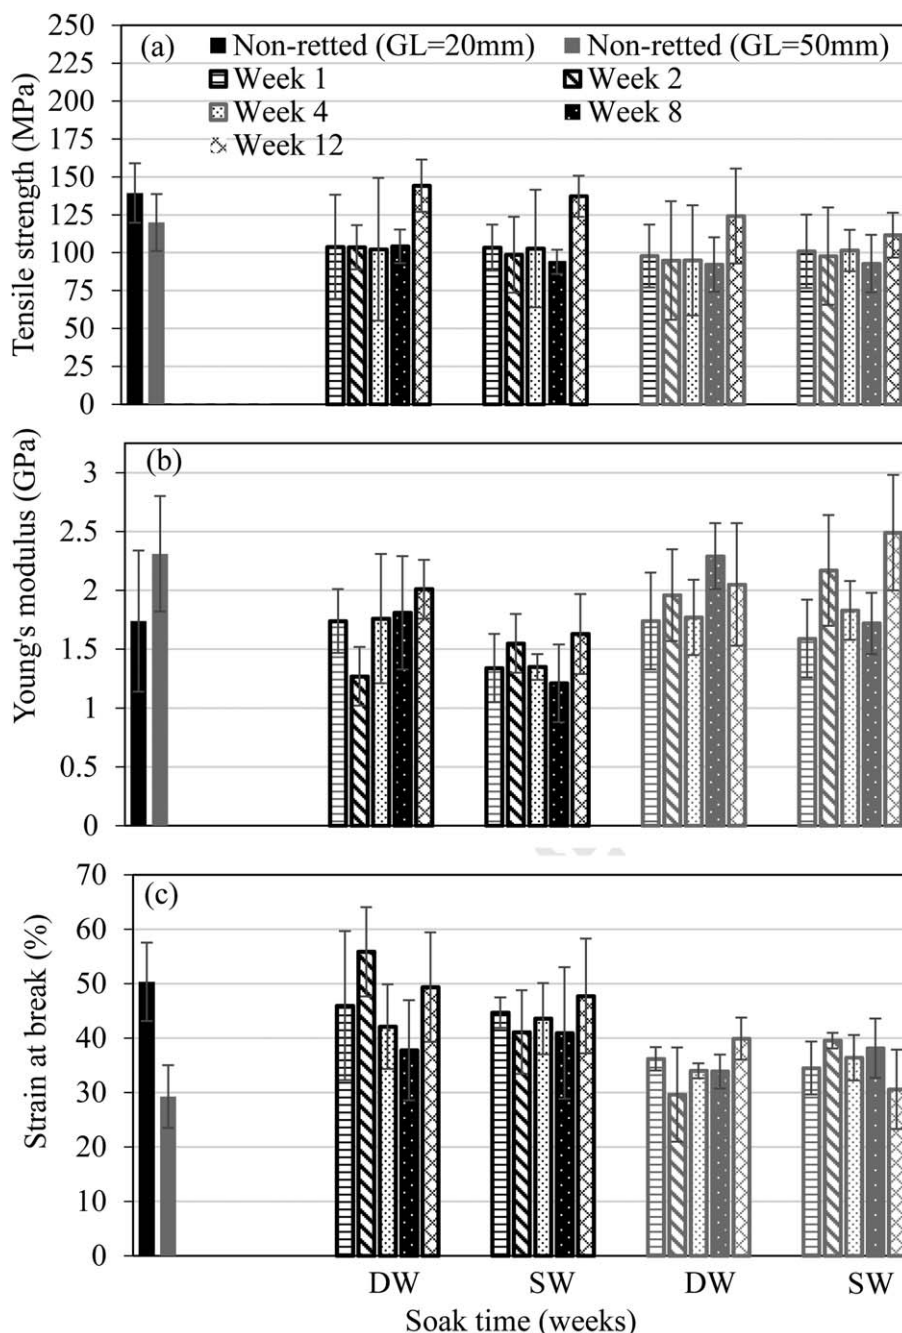 (a)
Non-retted (GL=20mm) Non-retted (GL=50mm)
Week 1 Week 2
Week 4 Week 8
Week 12
Tensile strength (MPa)
250
225
200
175
150
125
100
75
50
25
0
(b)
Young's modulus (GPa)
3
2.5
2
1.5
1
0.5
0
(c)
Strain at break (%)
70
60
50
40
30
20
10
0
DW SW DW SW
Soak time (weeks)